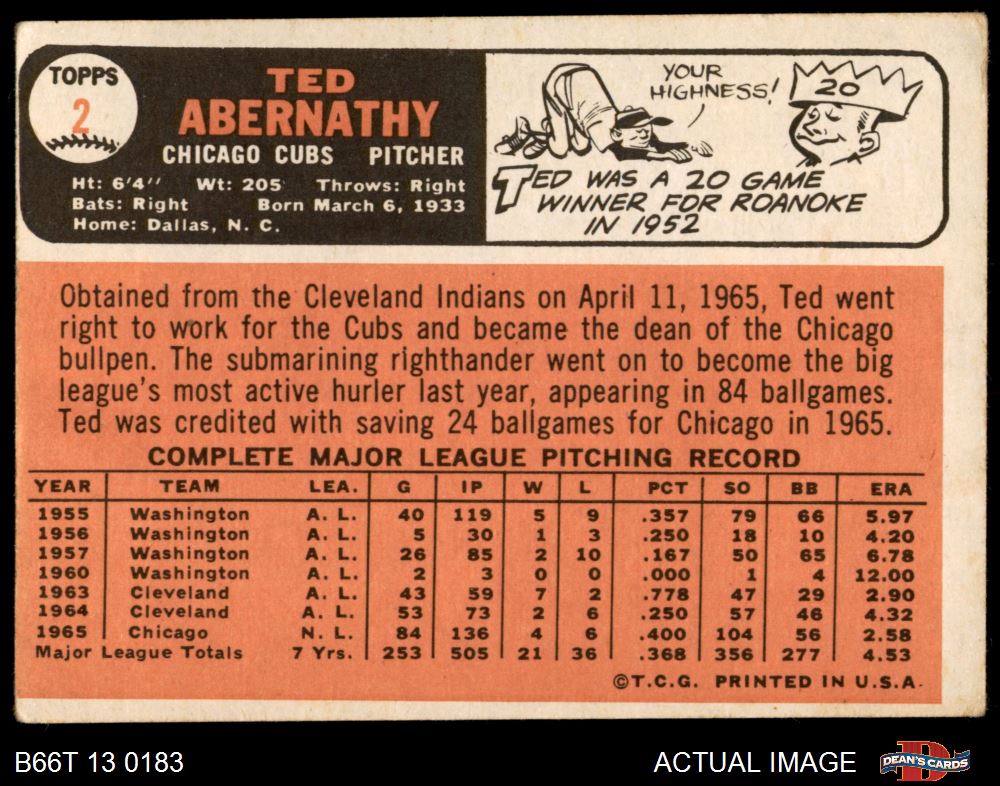 TOPPS
2
TED
ABERNATHY
CHICAGO CUBS PITCHER
Ht: 6'4" Wt: 205 Throws: Right
Bats: Right Born March 6, 1933
Home: Dallas, N. C.
YOUR
HIGHNESS!
20
TED WAS A 20 GAME
WINNER FOR ROANOKE
IN 1952
Obtained from the Cleveland Indians on April 11, 1965, Ted went
right to work for the Cubs and became the dean of the Chicago
bullpen. The submarining righthander went on to become the big
league's most active hurler last year, appearing in 84 ballgames.
Ted was credited with saving 24 ballgames for Chicago in 1965.
COMPLETE MAJOR LEAGUE PITCHING RECORD
YEAR TEAM LEA. G IP W L PCT SO BB ERA
1955 Washington A. L. 40 119 5 9 .357 79 66 5.97
1956 Washington A. L. 5 30 1 3 .250 18 10 4.20
1957 Washington A. L. 26 85 2 10 .167 50 65 6.78
1960 Washington A. L. 2 3 0 0 .000 1 4 12.00
1963 Cleveland A. L. 43 59 7 2 .778 47 29 2.90
1964 Cleveland A. L. 53 73 2 6 .250 57 46 4.32
1965 Chicago N. L. 84 136 4 6 .400 104 56 2.58
Major League Totals 7 Yrs. 253 505 21 36 .368 356 277 4.53
©T.C.G. PRINTED IN U.S.A.
B66T 13 0183 ACTUAL IMAGE
D
DEAN'S CARDS